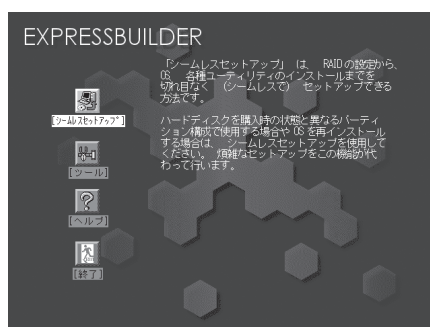 EXPRESSBUILDER
「シームレスセットアップ」 は、 RAIDの設定から、
OS、 各種ユーティリティのインストールまでを
切れ目なく （シームレスで） セットアップできる
方法です。
ハードディスクを購入時の状態と異なるパーティ
ション構成で使用する場合や OS を再インストール
する場合は、 シームレスセットアップを使用して
ください。 煩雑なセットアップをこの機能が代
わって行います。
[シームレスセットアップ]
[ツール]
[ヘルプ]
[終了]